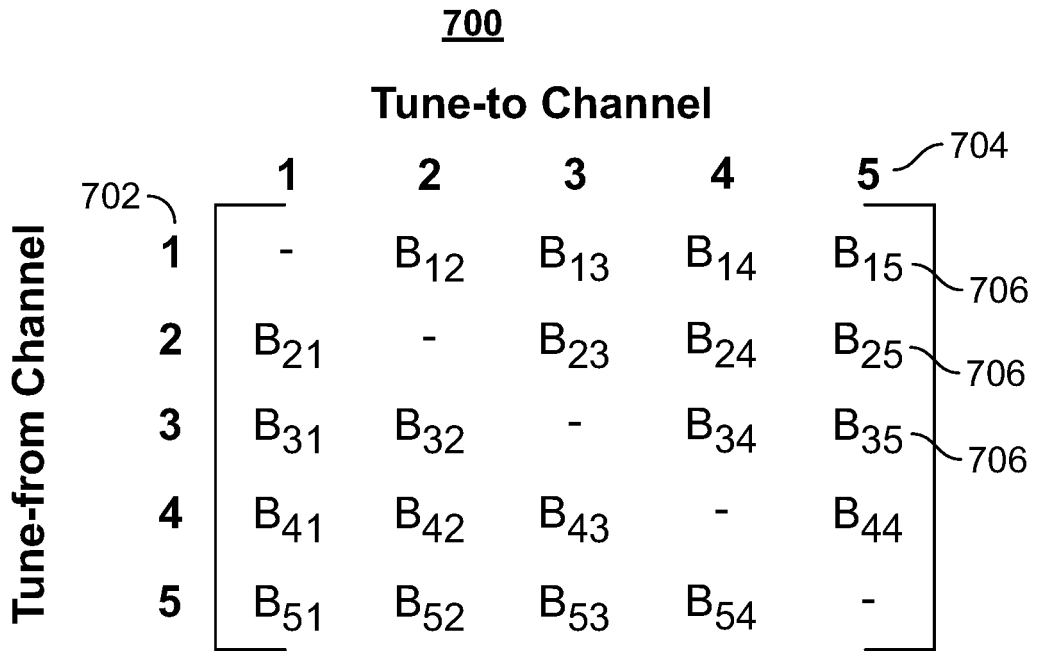 700
Tune-to Channel
1 2 3 4 5 704
702
Tune-from Channel
1 - B12 B13 B14 B15 706
2 B21 - B23 B24 B25 706
3 B31 B32 - B34 B35 706
4 B41 B42 B43 - B44
5 B51 B52 B53 B54 -